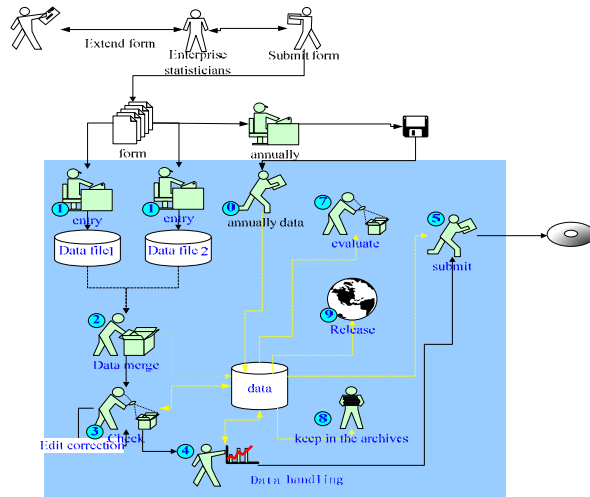 Extend form
Enterprise
statisticians
Submit form
form
annually
1
entry
1
entry
0
annually data
7
evaluate
5
submit
Data file1
Data file 2
2
Data merge
9
Release
data
3
Check
Edit correction
4
8
keep in the archives
Data handling